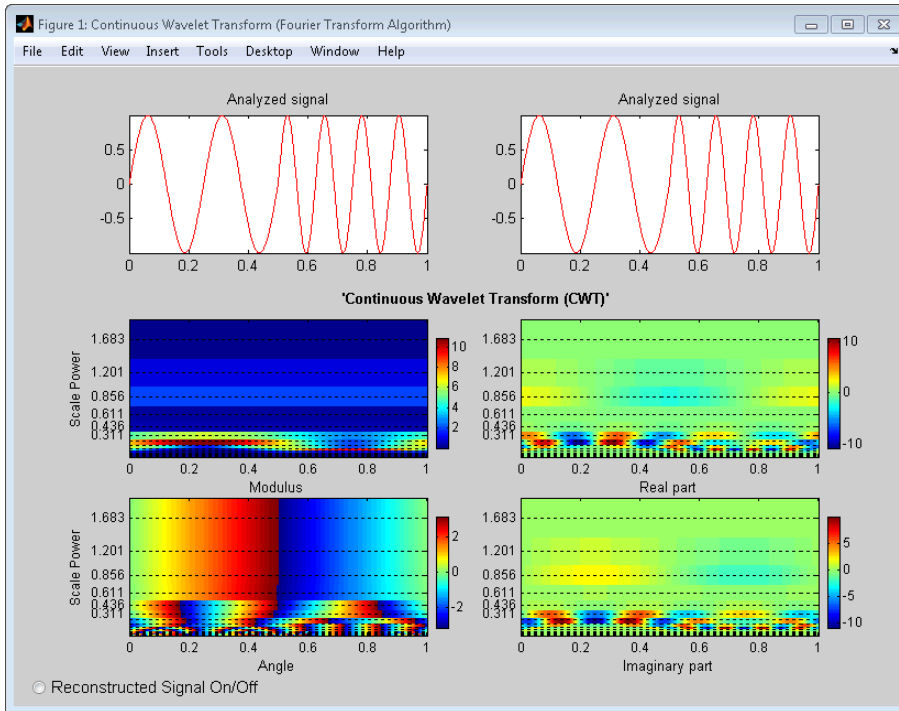 Figure 1: Continuous Wavelet Transform (Fourier Transform Algorithm)
File Edit View Insert Tools Desktop Window Help
Analyzed signal
0.5
0
-0.5
0 0.2 0.4 0.6 0.8 1
Analyzed signal
0.5
0
-0.5
0 0.2 0.4 0.6 0.8 1
'Continuous Wavelet Transform (CWT)'
Scale Power
1.683
1.201
0.856
0.611
0.436
0.311
0 0.2 0.4 0.6 0.8 1
Modulus
10
8
6
4
2
1.683
1.201
0.856
0.611
0.436
0.311
0 0.2 0.4 0.6 0.8 1
Real part
10
0
-10
Scale Power
1.683
1.201
0.856
0.611
0.436
0.311
0 0.2 0.4 0.6 0.8 1
Angle
2
0
-2
1.683
1.201
0.856
0.611
0.436
0.311
0 0.2 0.4 0.6 0.8 1
Imaginary part
5
0
-5
-10
Reconstructed Signal On/Off